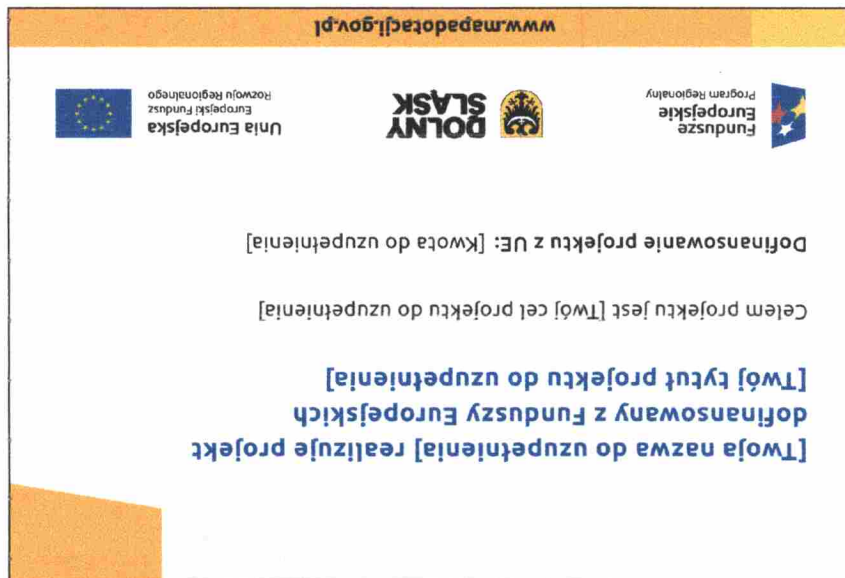 [Twoja nazwa do uzupełnienia] realizuje projekt
dofinansowany z Funduszy Europejskich
[Twój tytuł projektu do uzupełnienia]
Celem projektu jest [Twój cel projektu do uzupełnienia]
Dofinansowanie projektu z UE: [Kwota do uzupełnienia]
Fundusze
Europejskie
Program Regionalny
DOLNY
ŚLĄSK
Unia Europejska
Europejski Fundusz
Rozwoju Regionalnego
www.mapadotacji.gov.pl